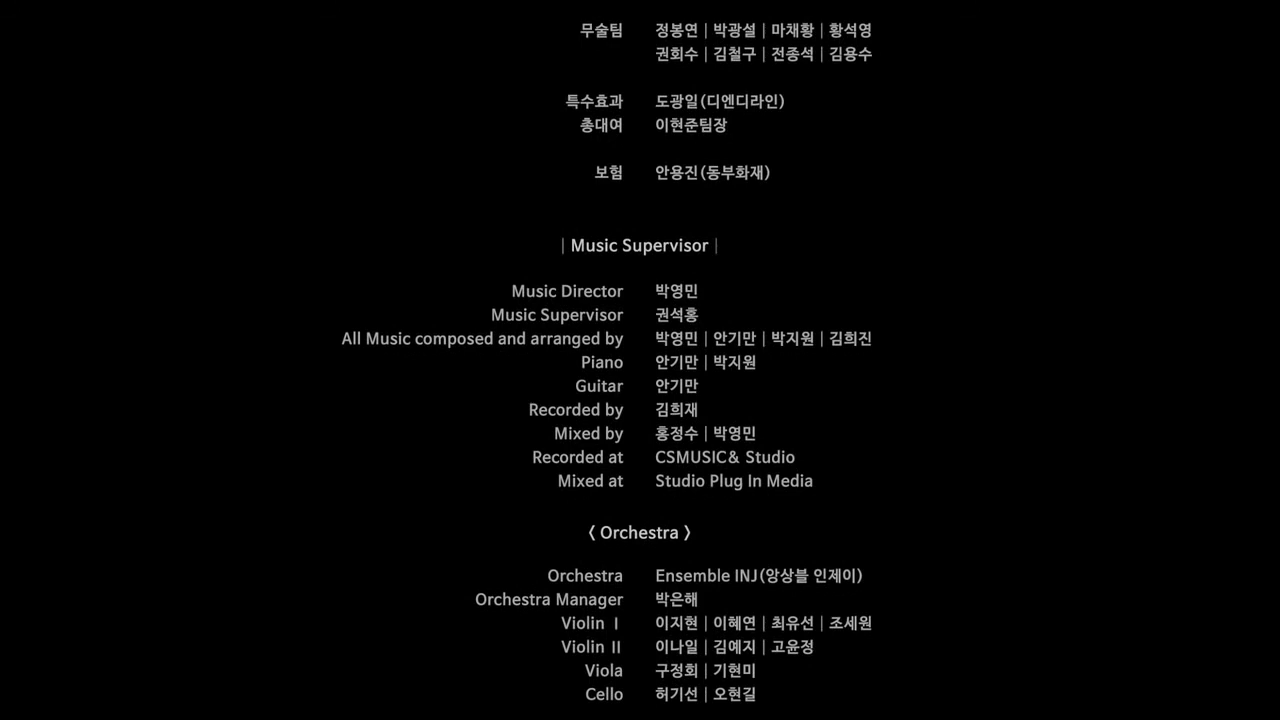 무술팀 정봉연 | 박광설 | 마채황 | 황석영
권회수 | 김철구 | 전종석 | 김용수
특수효과 도광일(디엔디라인)
총대여 이현준팀장
보험 안용진(동부화재)
| Music Supervisor |
Music Director 박영민
Music Supervisor 권석홍
All Music composed and arranged by 박영민 | 안기만 | 박지원 | 김희진
Piano 안기만 | 박지원
Guitar 안기만
Recorded by 김희재
Mixed by 홍정수 | 박영민
Recorded at CSMUSIC& Studio
Mixed at Studio Plug In Media
〈 Orchestra 〉
Orchestra Ensemble INJ(앙상블 인제이)
Orchestra Manager 박은해
Violin Ⅰ 이지현 | 이혜연 | 최유선 | 조세원
Violin Ⅱ 이나일 | 김예지 | 고윤정
Viola 구정회 | 기현미
Cello 허기선 | 오현길